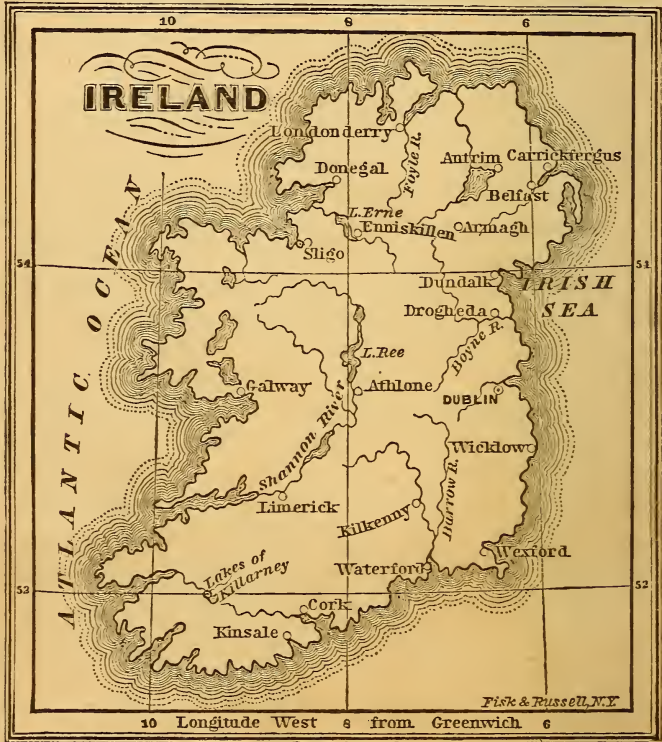 10 8 6
IRELAND
Londonderry
Foyle R.
Donegal
Antrim
Carrickfergus
Belfast
L. Erne
Enniskillen
Armagh
Sligo
54 54
Dundalk
IRISH
SEA
Drogheda
Boyne R.
ATLANTIC OCEAN
L. Ree
Galway
Athlone
DUBLIN
Shannon River
Wicklow
Limerick
Kilkenny
Barrow R.
Wexford
Waterford
Lakes of
Killarney
53 52
Cork
Kinsale
Fisk & Russell, N.Y.
10 Longitude West 8 from Greenwich 6